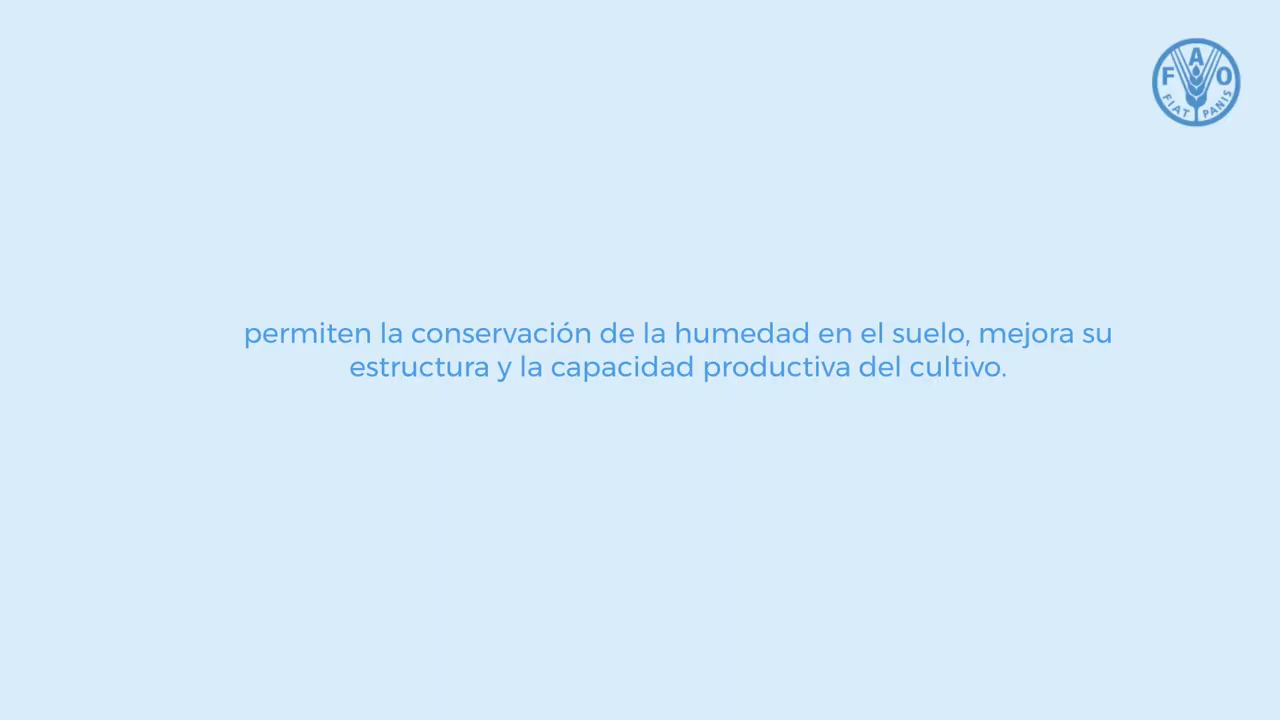 F A O
FIAT PANIS
permiten la conservación de la humedad en el suelo, mejora su
estructura y la capacidad productiva del cultivo.